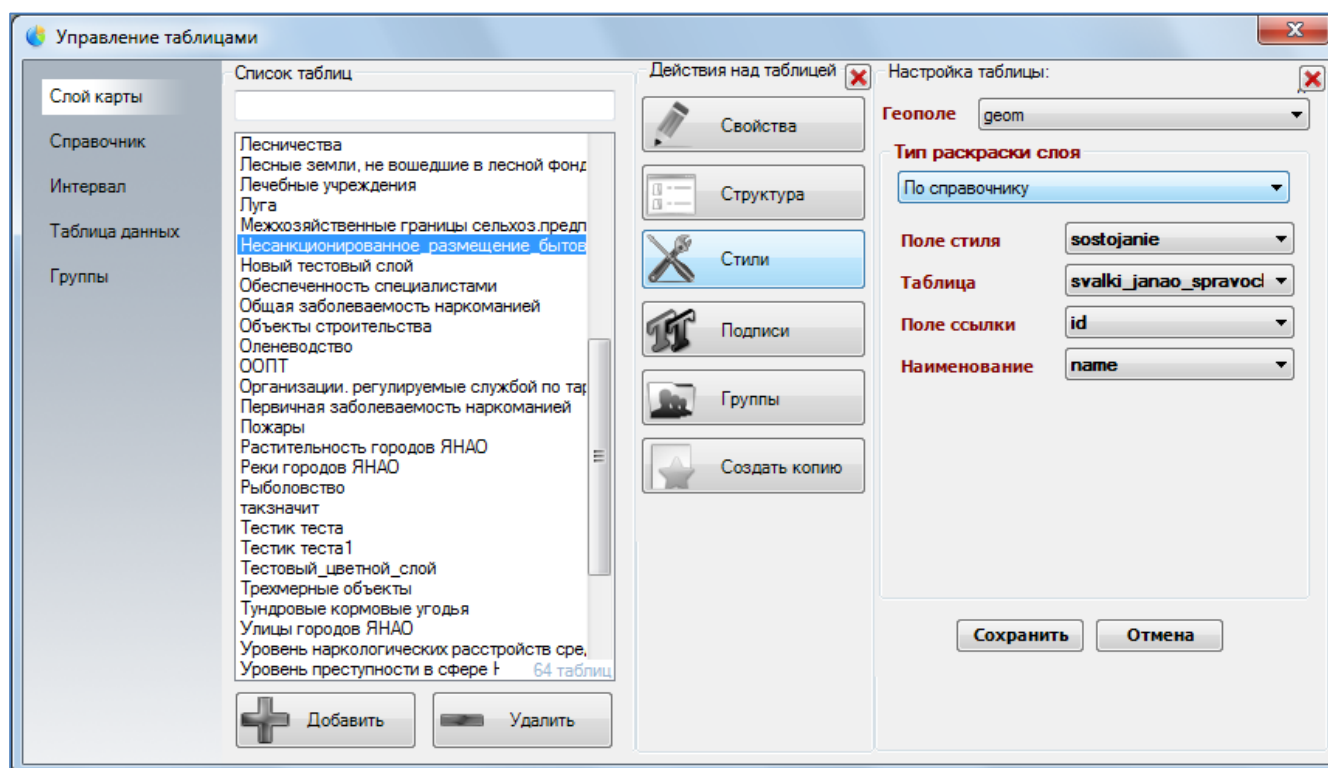 Управление таблицами
Слой карты
Справочник
Интервал
Таблица данных
Группы
Список таблиц
Лесничества
Лесные земли, не вошедшие в лесной фонд
Лечебные учреждения
Луга
Межхозяйственные границы сельхоз.предп
Несанкционированное_размещение_бытов
Новый тестовый слой
Обеспеченность специалистами
Общая заболеваемость наркоманией
Объекты строительства
Оленеводство
ООПТ
Организации. регулируемые службой по тар
Первичная заболеваемость наркоманией
Пожары
Растительность городов ЯНАО
Реки городов ЯНАО
Рыболовство
такзначит
Тестик теста
Тестик теста1
Тестовый_цветной_слой
Трехмерные объекты
Тундровые кормовые угодья
Улицы городов ЯНАО
Уровень наркологических расстройств сре,
Уровень преступности в сфере Н
64 таблиц
Добавить
Удалить
Действия над таблицей
Свойства
Структура
Стили
Подписи
Группы
Создать копию
Настройка таблицы:
Геополе geom
Тип раскраски слоя
По справочнику
Поле стиля sostojanie
Таблица svalki_janao_spravocl
Поле ссылки id
Наименование name
Сохранить
Отмена